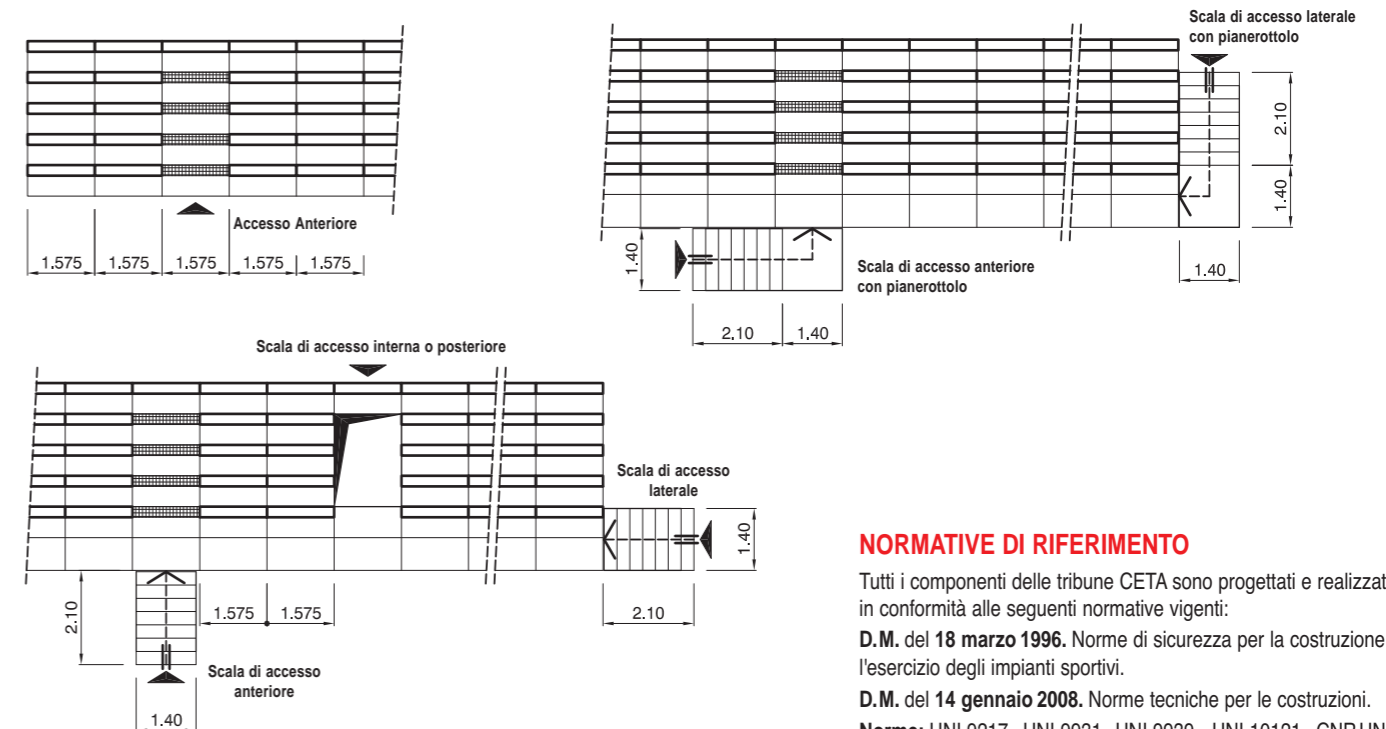 Scala di accesso laterale
con pianerottolo
2.10
1.40
1.40
Accesso Anteriore
1.575 1.575 1.575 1.575 1.575
1.40
Scala di accesso anteriore
con pianerottolo
2.10 1.40
Scala di accesso interna o posteriore
Scala di accesso
laterale
1.40
2.10
2.10
1.575 1.575
Scala di accesso
anteriore
1.40
NORMATIVE DI RIFERIMENTO
Tutti i componenti delle tribune CETA sono progettati e realizzat
in conformità alle seguenti normative vigenti:
D.M. del 18 marzo 1996. Norme di sicurezza per la costruzione
l'esercizio degli impianti sportivi.
D.M. del 14 gennaio 2008. Norme tecniche per le costruzioni.